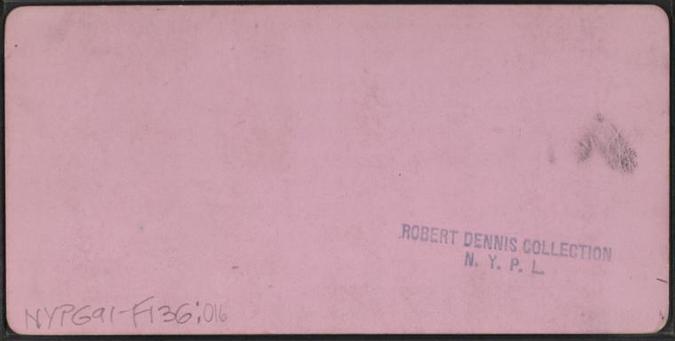 ROBERT DENNIS COLLECTION
N. Y. P. L.
NYPG91-F136:016